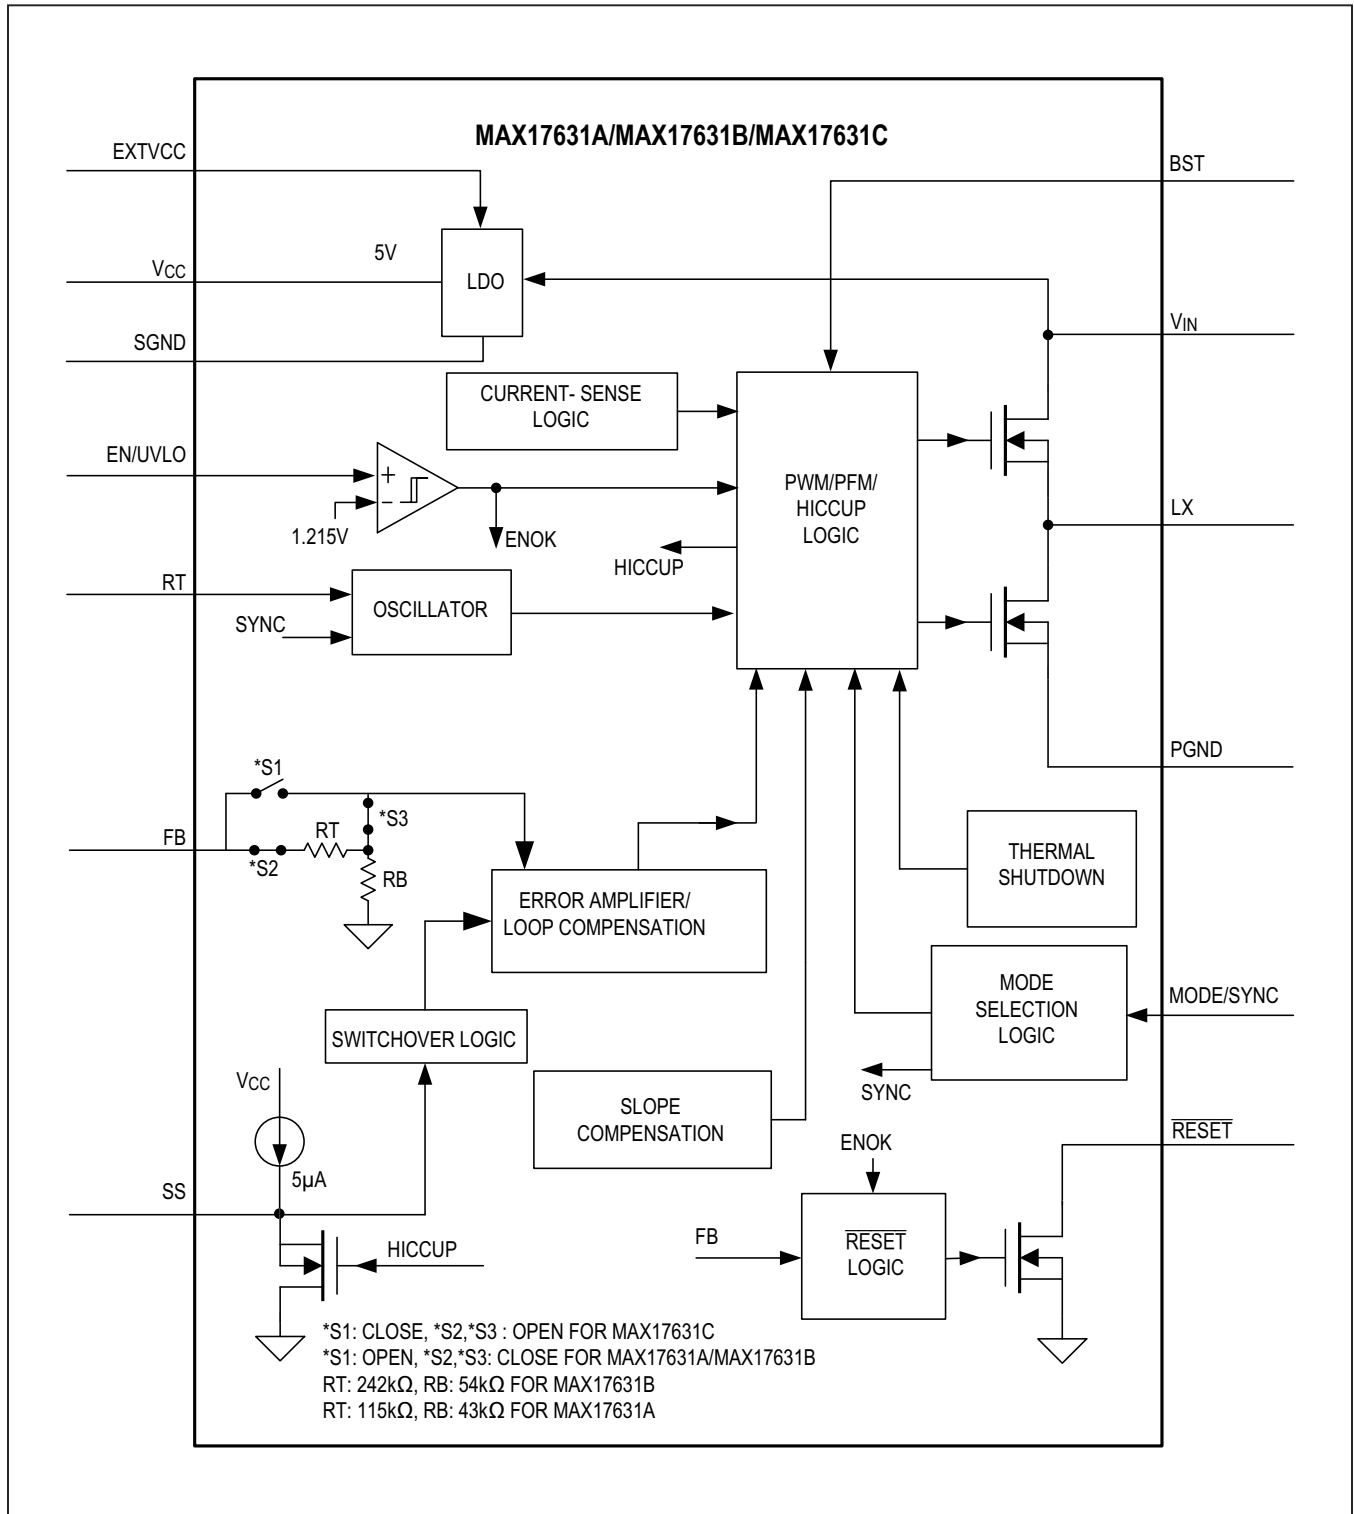 MAX17631A/MAX17631B/MAX17631C
EXTVCC
BST
5V
LDO
VCC
VIN
SGND
CURRENT- SENSE
LOGIC
EN/UVLO
+
-
1.215V
ENOK
PWM/PFM/
HICCUP
LOGIC
LX
HICCUP
RT
OSCILLATOR
SYNC
PGND
*S1
*S3
FB
RT
*S2
RB
THERMAL
SHUTDOWN
ERROR AMPLIFIER/
LOOP COMPENSATION
MODE
SELECTION
LOGIC
MODE/SYNC
SWITCHOVER LOGIC
SYNC
VCC
SLOPE
COMPENSATION
5µA
ENOK
RESET
SS
FB
RESET
LOGIC
HICCUP
*S1: CLOSE, *S2,*S3 : OPEN FOR MAX17631C
*S1: OPEN, *S2,*S3: CLOSE FOR MAX17631A/MAX17631B
RT: 242kΩ, RB: 54kΩ FOR MAX17631B
RT: 115kΩ, RB: 43kΩ FOR MAX17631A